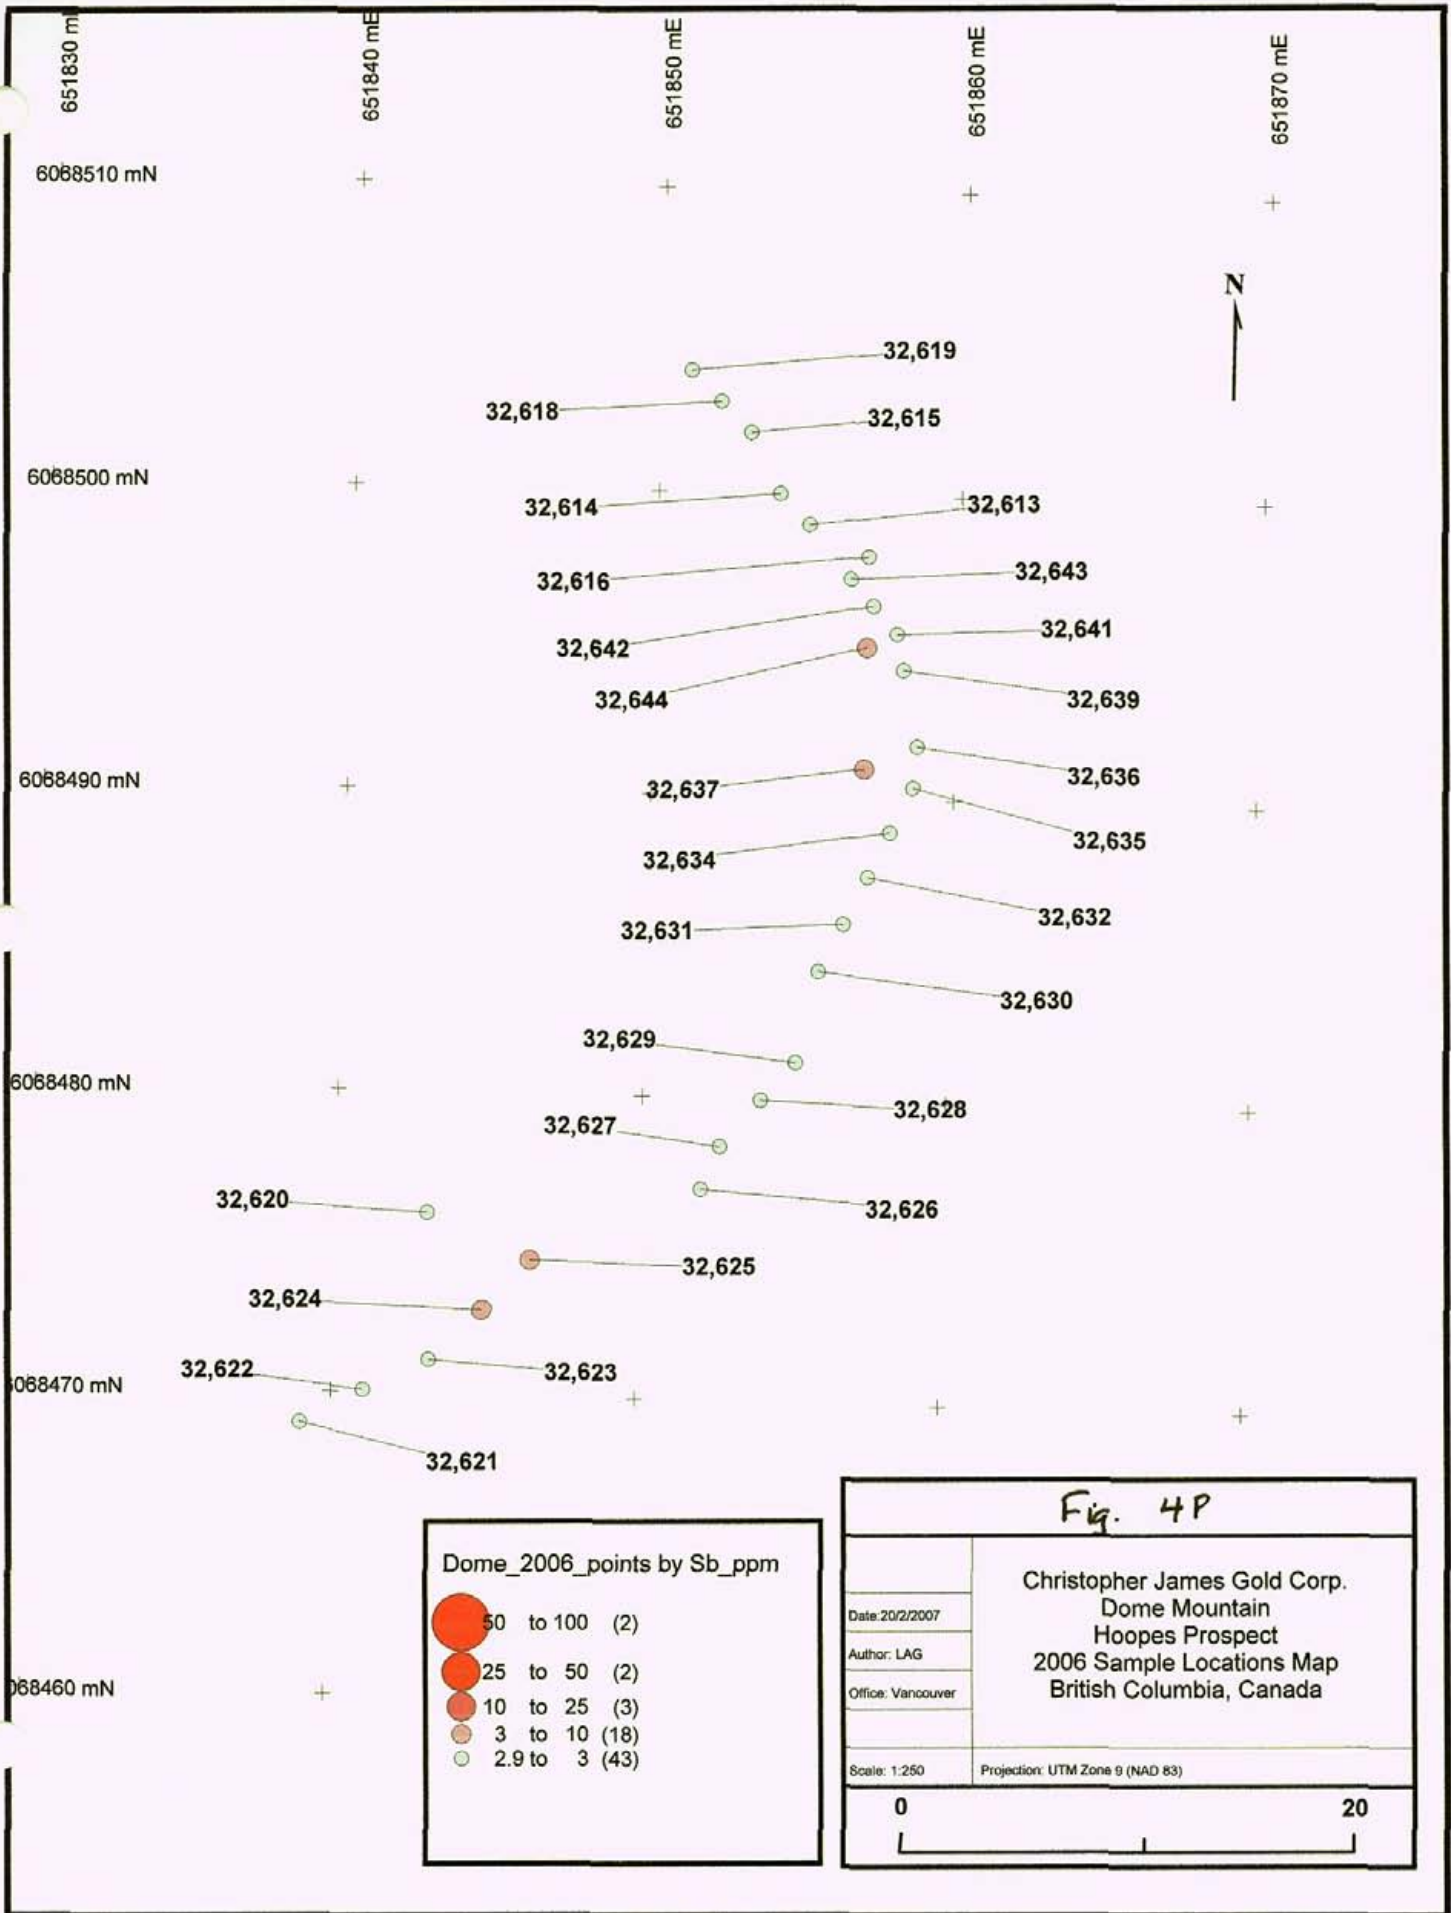 651830 m
651840 mE
651850 mE
651860 mE
651870 mE
6068510 mN
N
32,619
32,618
32,615
6068500 mN
32,614
32,613
32,616
32,643
32,642
32,641
32,644
32,639
6068490 mN
32,636
32,637
32,635
32,634
32,632
32,631
32,630
32,629
6068480 mN
32,628
32,627
32,620
32,626
32,625
32,624
32,622
32,623
068470 mN
32,621
068460 mN
Dome_2006_points by Sb_ppm
50 to 100 (2)
25 to 50 (2)
10 to 25 (3)
3 to 10 (18)
2.9 to 3 (43)
Fig. 4P
Christopher James Gold Corp.
Dome Mountain
Hoopes Prospect
2006 Sample Locations Map
British Columbia, Canada
Date:20/2/2007
Author: LAG
Office: Vancouver
Scale: 1:250
Projection: UTM Zone 9 (NAD 83)
0 20